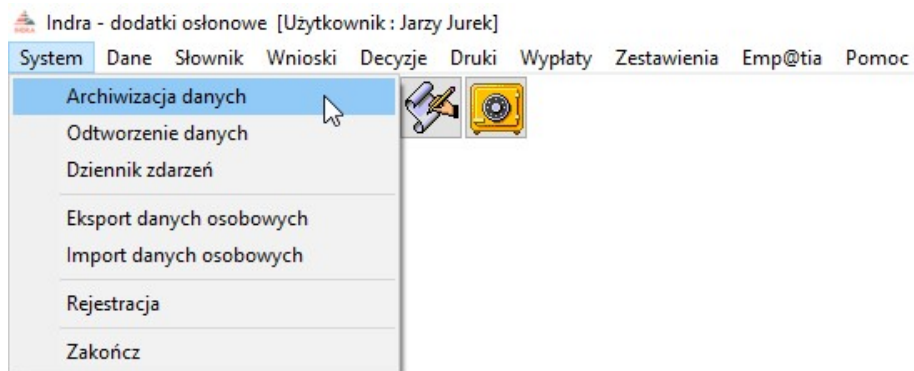 Indra - dodatki osłonowe [Użytkownik : Jarzy Jurek]
System Dane Słownik Wnioski Decyzje Druki Wypłaty Zestawienia Emp@tia Pomoc
Archiwizacja danych
Odtworzenie danych
Dziennik zdarzeń
Eksport danych osobowych
Import danych osobowych
Rejestracja
Zakończ